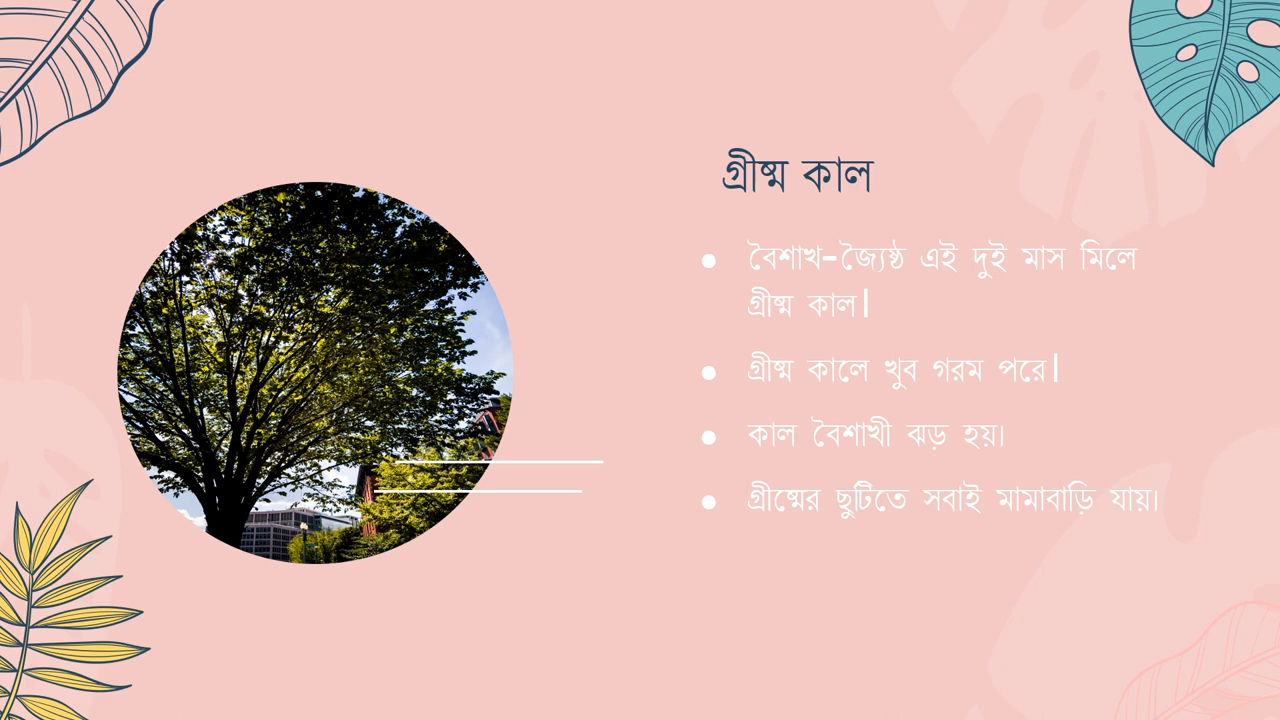 গ্রীষ্ম কাল
• বৈশাখ-জ্যৈষ্ঠ এই দুই মাস মিলে
গ্রীষ্ম কাল|
• গ্রীষ্ম কালে খুব গরম পরে|
• কাল বৈশাখী ঝড় হয়।
• গ্রীষ্মের ছুটিতে সবাই মামাবাড়ি যায়।